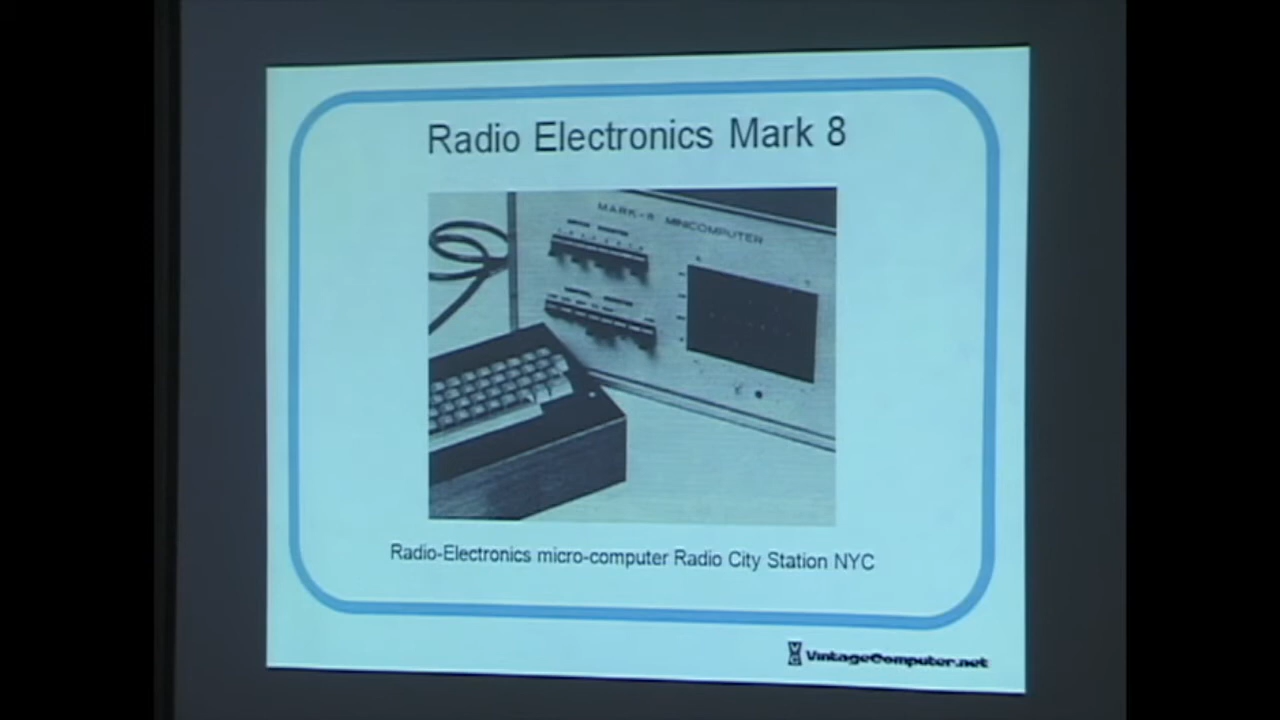 Radio Electronics Mark 8
MARK-8 MINICOMPUTER
Radio-Electronics micro-computer Radio City Station NYC
VintageComputer.net